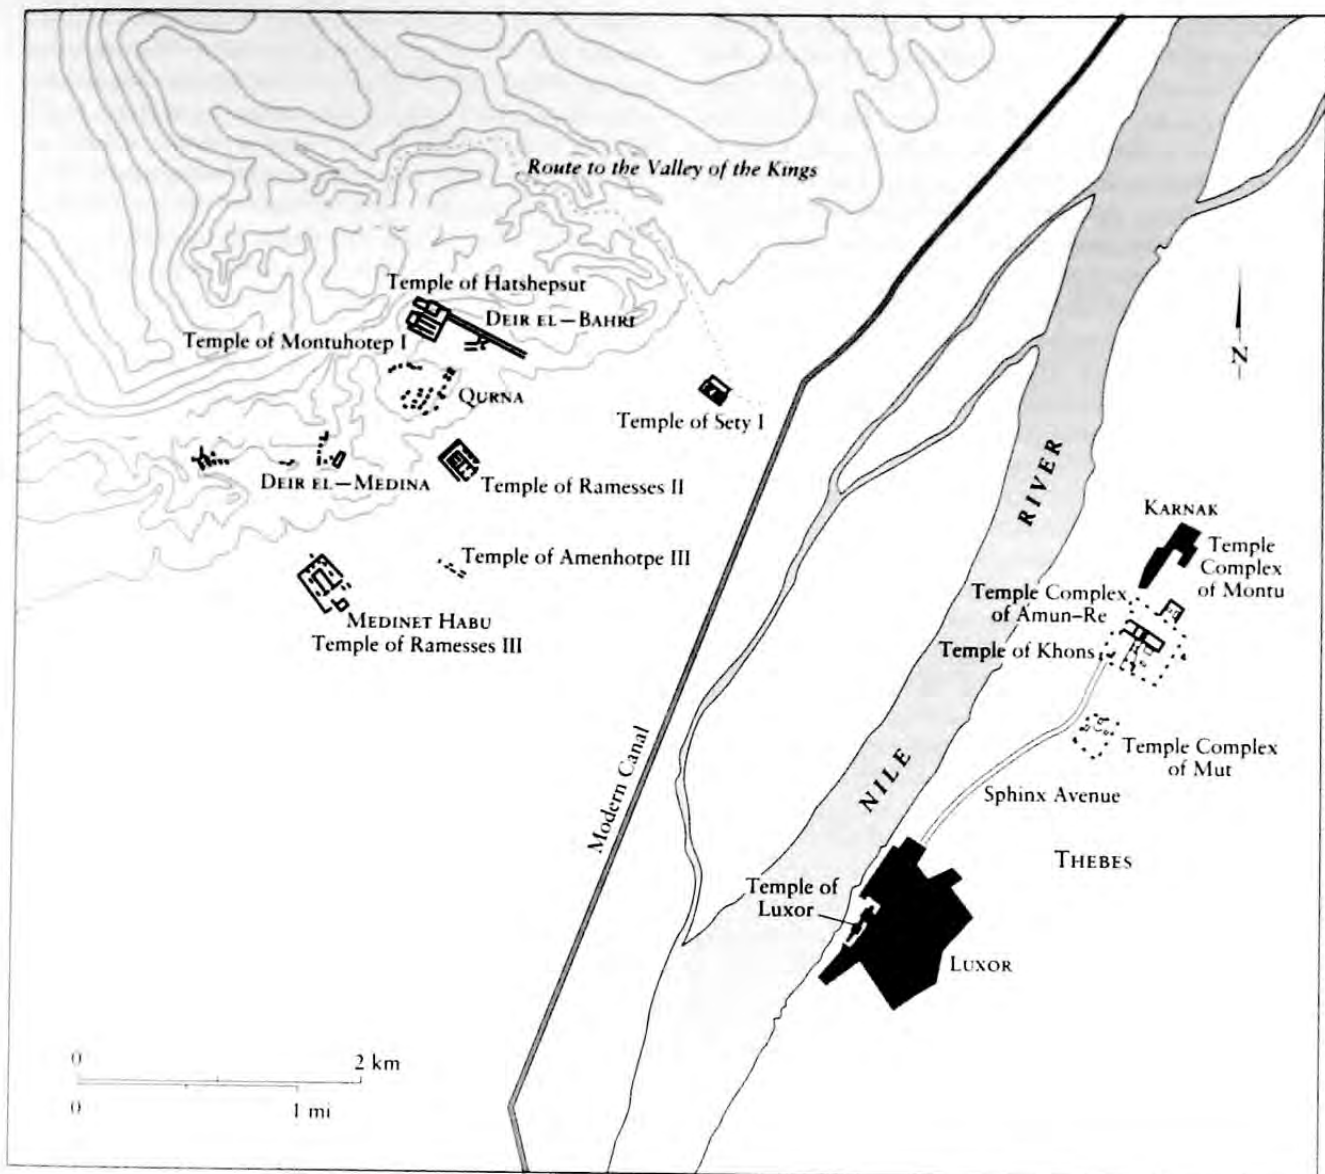 Route to the Valley of the Kings
Temple of Hatshepsut
DEIR EL–BAHRI
Temple of Montuhotep I
QURNA
Temple of Sety I
DEIR EL–MEDINA
Temple of Ramesses II
Temple of Amenhotpe III
MEDINET HABU
Temple of Ramesses III
N
NILE
RIVER
Modern Canal
KARNAK
Temple
Complex
of Montu
Temple Complex
of Amun–Re
Temple of Khons
Temple Complex
of Mut
Sphinx Avenue
THEBES
Temple of
Luxor
LUXOR
0
2 km
0
1 mi